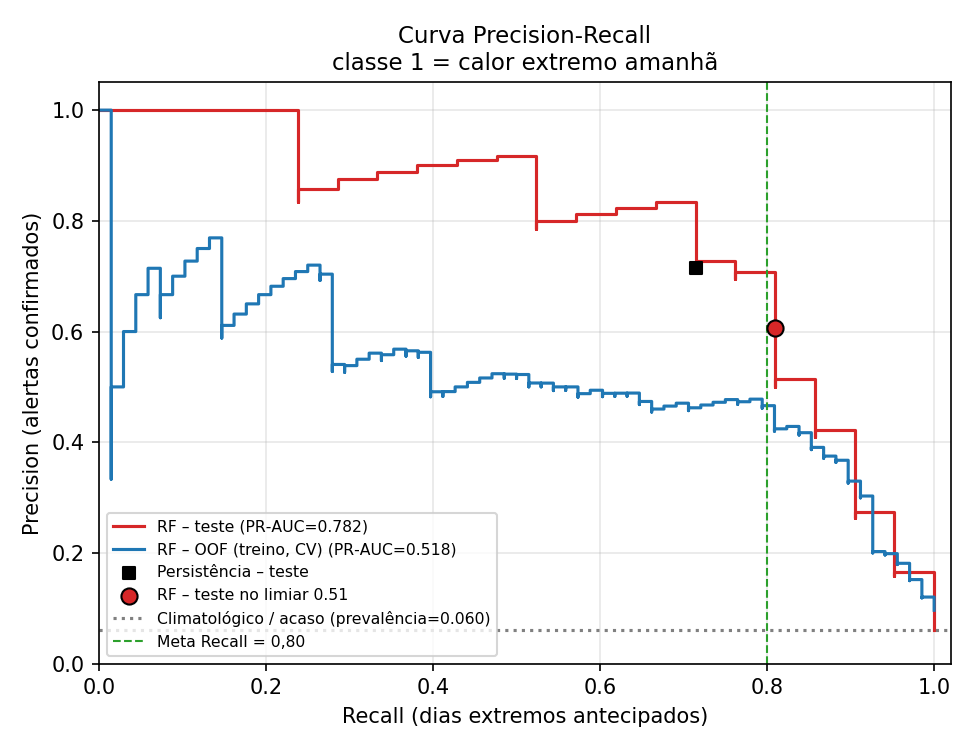 Curva Precision-Recall
classe 1 = calor extremo amanhã
Precision (alertas confirmados)
1.0
0.8
0.6
0.4
0.2
0.0
RF – teste (PR-AUC=0.782)
RF – OOF (treino, CV) (PR-AUC=0.518)
Persistência – teste
RF – teste no limiar 0.51
Climatológico / acaso (prevalência=0.060)
Meta Recall = 0,80
0.0 0.2 0.4 0.6 0.8 1.0
Recall (dias extremos antecipados)